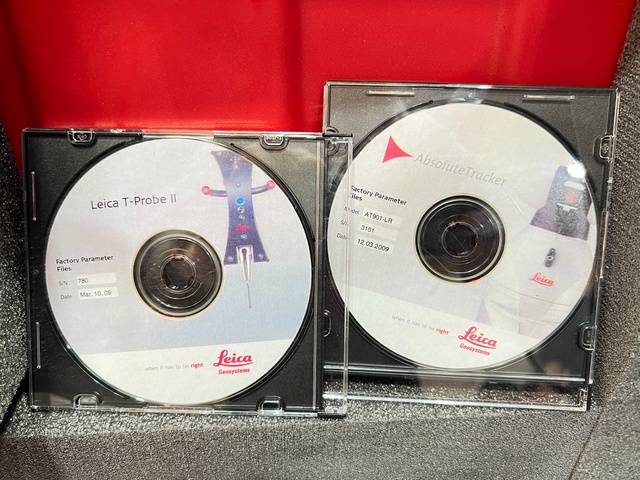 Leica T-Probe II
Factory Parameter
Files
S/N: 780
Date: Mar. 10. 09
when it has to be right
Leica
Geosystems
AbsoluteTracker
Factory Parameter
Files
Model: AT901-LR
S/N: 3151
Date: 12.03.2009
Leica
when it has to be right
Leica
Geosystems